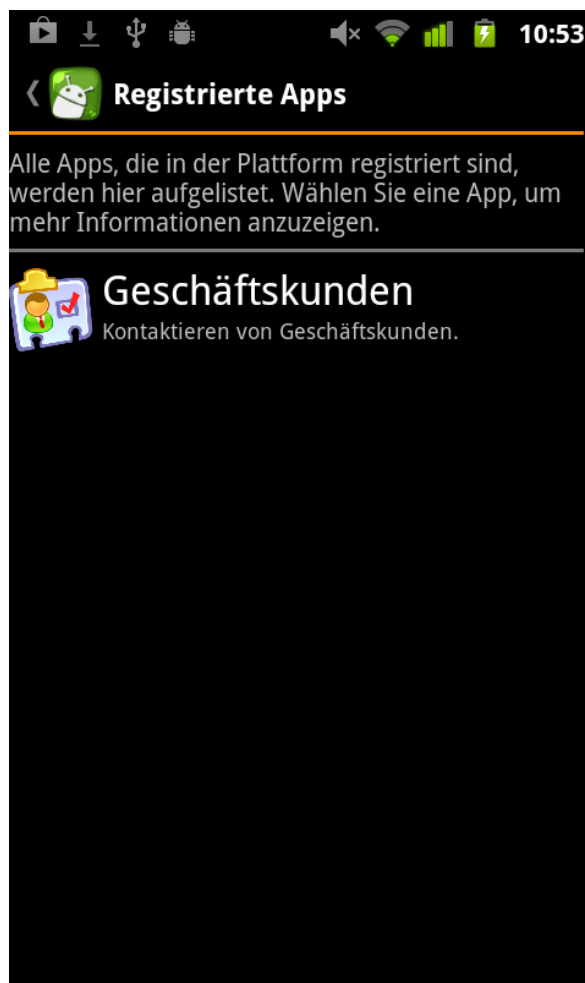 10:53
Registrierte Apps
Alle Apps, die in der Plattform registriert sind,
werden hier aufgelistet. Wählen Sie eine App, um
mehr Informationen anzuzeigen.
Geschäftskunden
Kontaktieren von Geschäftskunden.